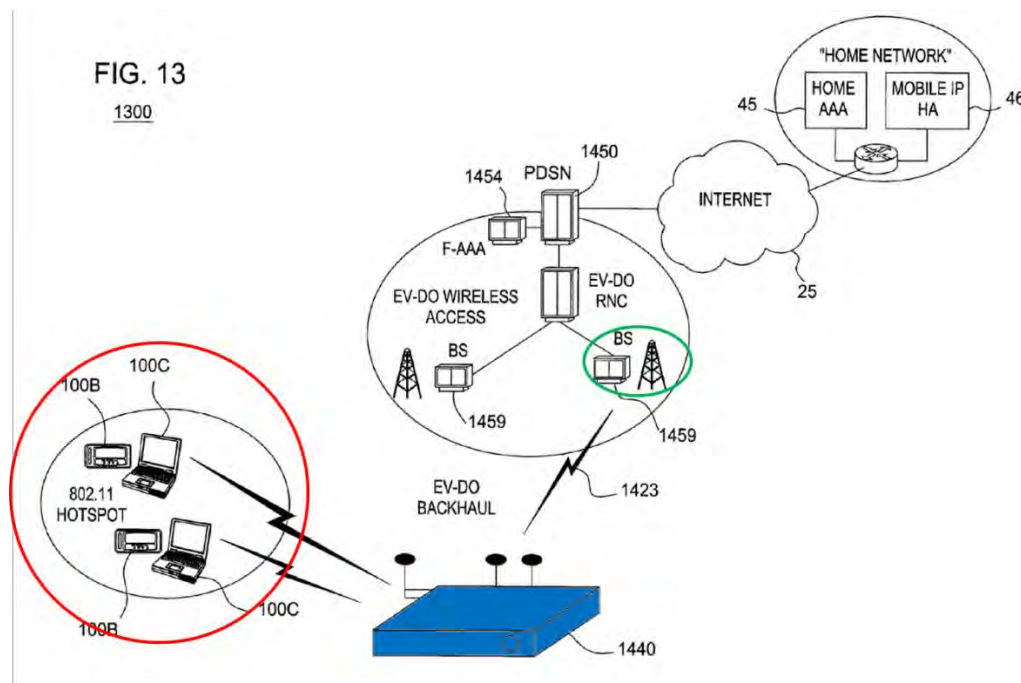 FIG. 13
1300
"HOME NETWORK"
HOME
AAA
MOBILE IP
HA
45
46
1450
1454
PDSN
INTERNET
F-AAA
25
EV-DO WIRELESS
ACCESS
EV-DO
RNC
BS
BS
1459
1459
100C
100B
802.11
HOTSPOT
100B
100C
EV-DO
BACKHAUL
1423
1440